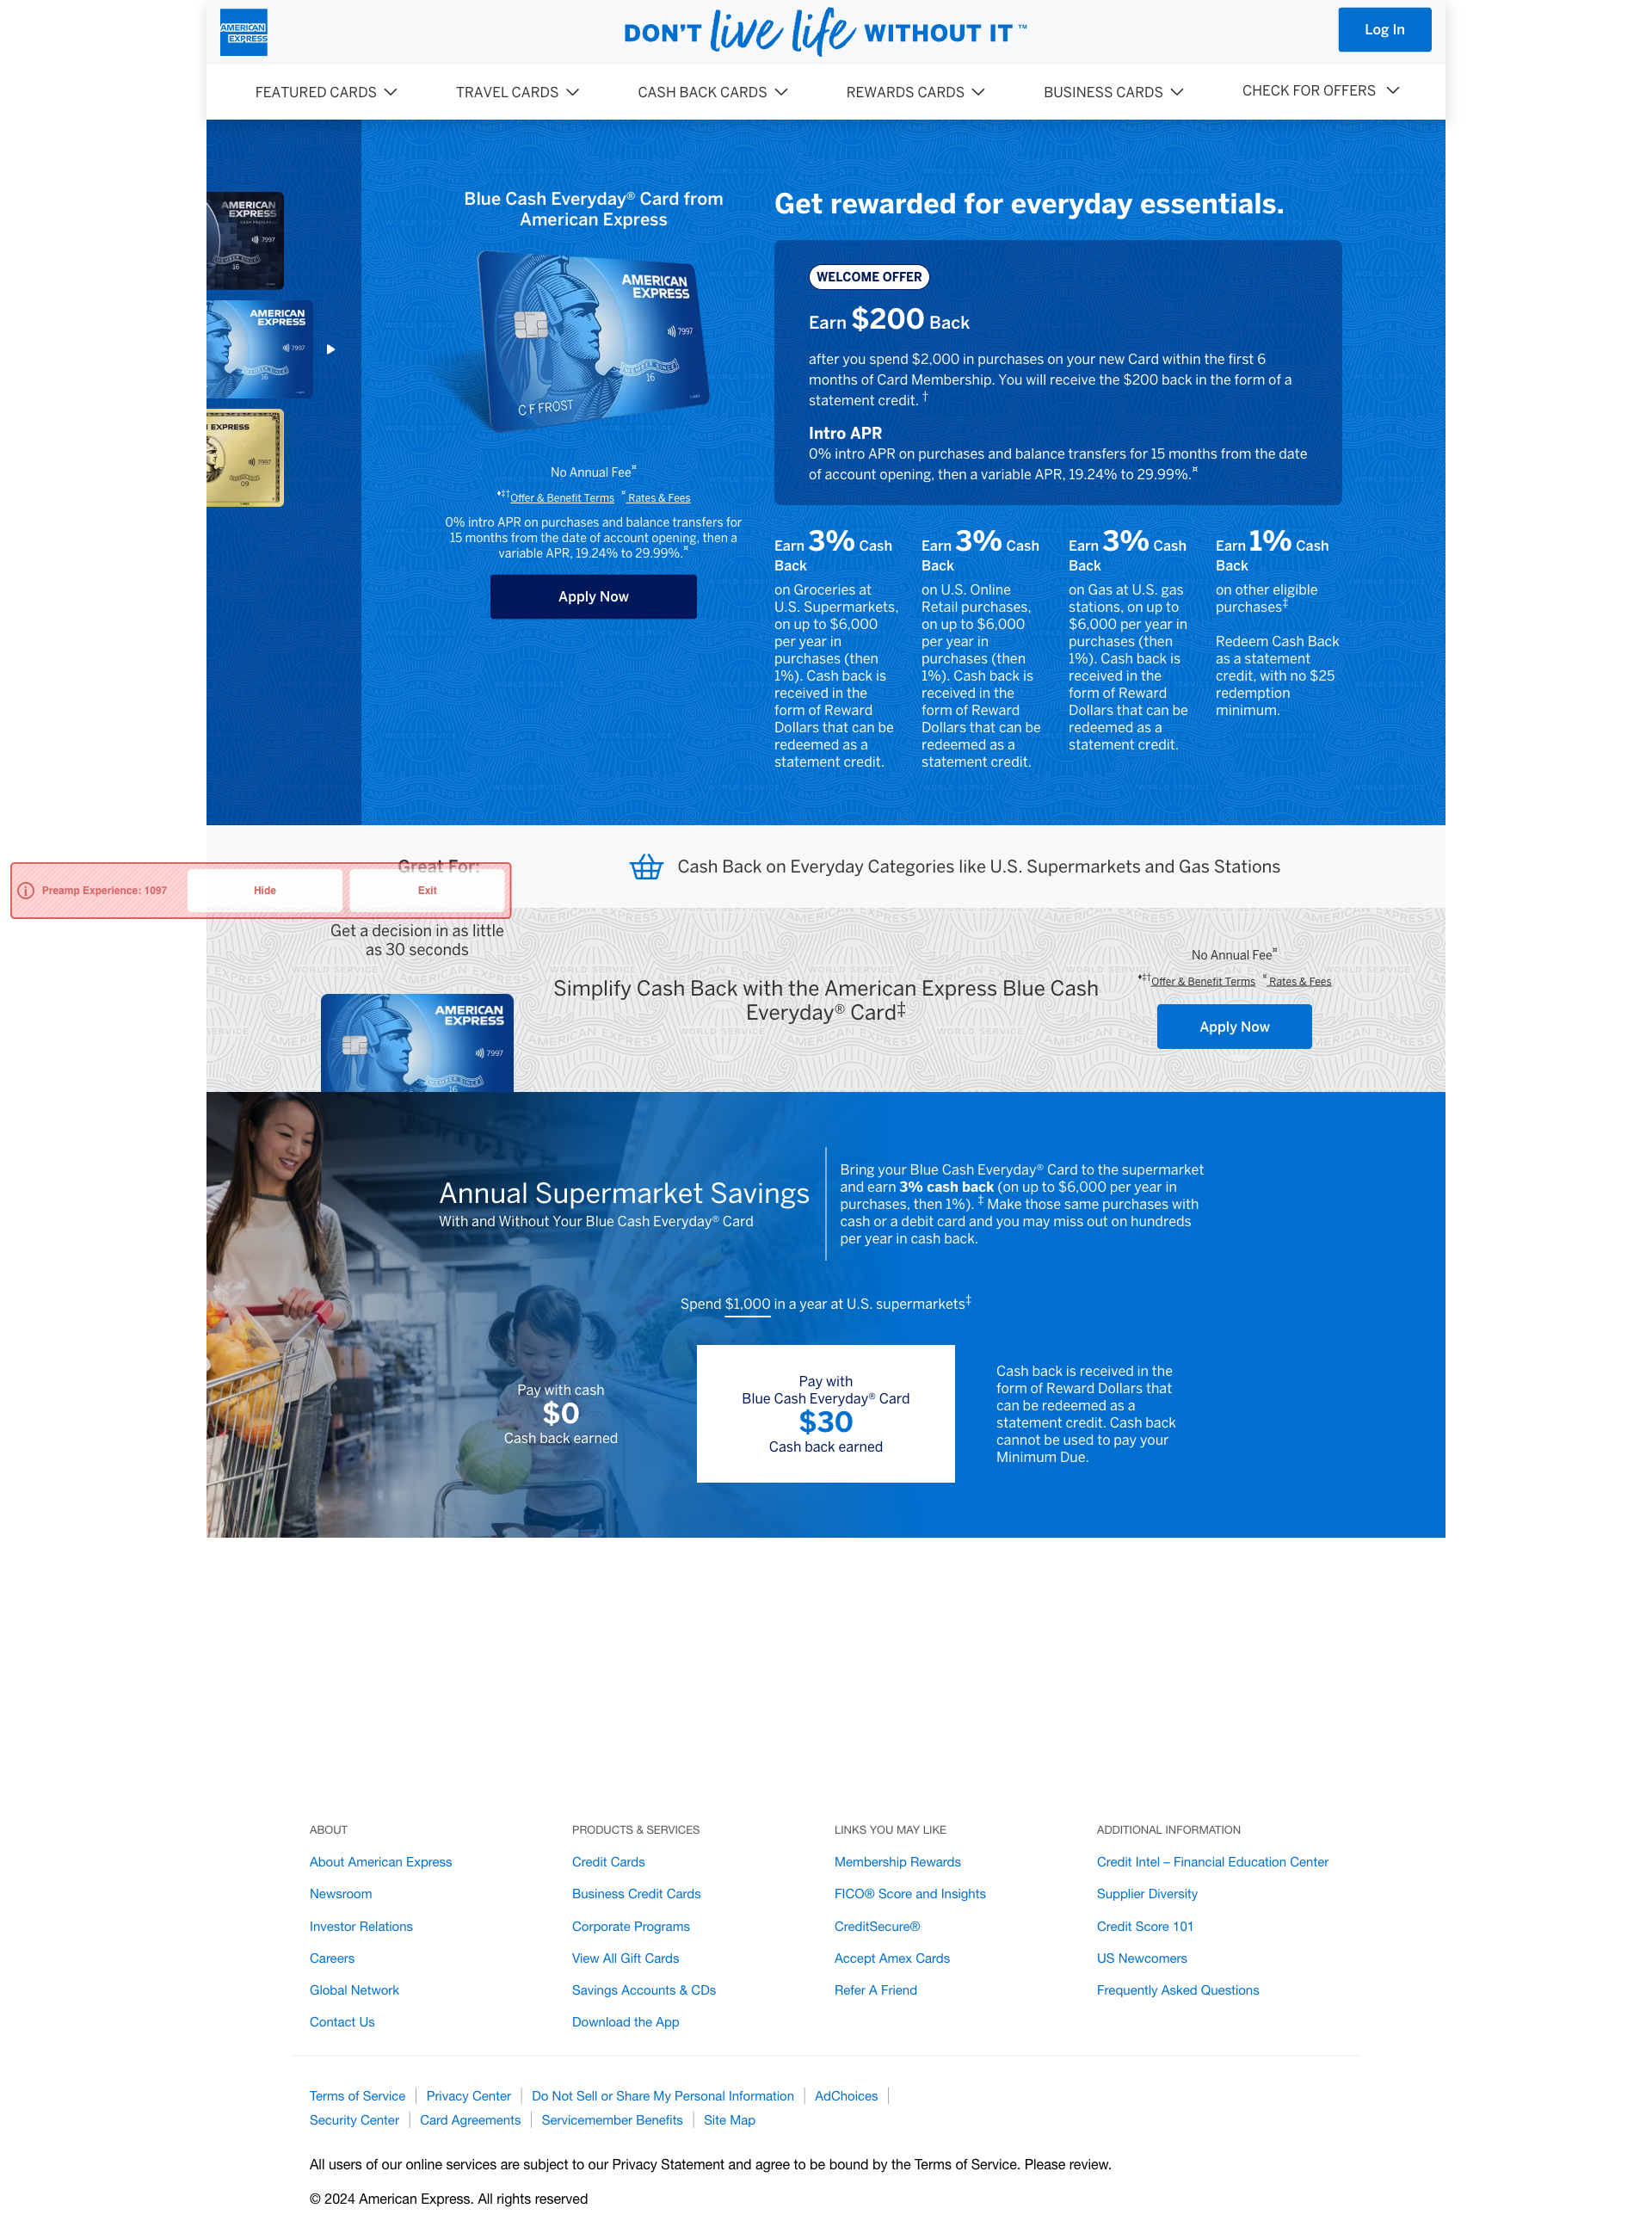 AMERICAN
EXPRESS
DON'T live life WITHOUT IT ™
Log In
FEATURED CARDS
TRAVEL CARDS
CASH BACK CARDS
REWARDS CARDS
BUSINESS CARDS
CHECK FOR OFFERS
AMERICAN
EXPRESS
7997
MEMBER SINCE
16
AMERICAN
EXPRESS
7997
MEMBER SINCE
16
EXPRESS
7997
09
Blue Cash Everyday® Card from
American Express
AMERICAN
EXPRESS
7997
MEMBER SINCE
16
C F FROST
No Annual Fee¤
♦‡†Offer & Benefit Terms ¤ Rates & Fees
0% intro APR on purchases and balance transfers for
15 months from the date of account opening, then a
variable APR, 19.24% to 29.99%.¤
Apply Now
Get rewarded for everyday essentials.
WELCOME OFFER
Earn $200 Back
after you spend $2,000 in purchases on your new Card within the first 6
months of Card Membership. You will receive the $200 back in the form of a
statement credit. †
Intro APR
0% intro APR on purchases and balance transfers for 15 months from the date
of account opening, then a variable APR, 19.24% to 29.99%.¤
Earn 3% Cash
Back
on Groceries at
U.S. Supermarkets,
on up to $6,000
per year in
purchases (then
1%). Cash back is
received in the
form of Reward
Dollars that can be
redeemed as a
statement credit.
Earn 3% Cash
Back
on U.S. Online
Retail purchases,
on up to $6,000
per year in
purchases (then
1%). Cash back is
received in the
form of Reward
Dollars that can be
redeemed as a
statement credit.
Earn 3% Cash
Back
on Gas at U.S. gas
stations, on up to
$6,000 per year in
purchases (then
1%). Cash back is
received in the
form of Reward
Dollars that can be
redeemed as a
statement credit.
Earn 1% Cash
Back
on other eligible
purchases‡
Redeem Cash Back
as a statement
credit, with no $25
redemption
minimum.
Great For:
Cash Back on Everyday Categories like U.S. Supermarkets and Gas Stations
Preamp Experience: 1097
Hide
Exit
Get a decision in as little
as 30 seconds
AMERICAN
EXPRESS
7997
MEMBER SINCE
16
Simplify Cash Back with the American Express Blue Cash
Everyday® Card‡
No Annual Fee¤
♦‡†Offer & Benefit Terms ¤ Rates & Fees
Apply Now
Annual Supermarket Savings
With and Without Your Blue Cash Everyday® Card
Bring your Blue Cash Everyday® Card to the supermarket
and earn 3% cash back (on up to $6,000 per year in
purchases, then 1%). ‡ Make those same purchases with
cash or a debit card and you may miss out on hundreds
per year in cash back.
Spend $1,000 in a year at U.S. supermarkets‡
Pay with cash
$0
Cash back earned
Pay with
Blue Cash Everyday® Card
$30
Cash back earned
Cash back is received in the
form of Reward Dollars that
can be redeemed as a
statement credit. Cash back
cannot be used to pay your
Minimum Due.
ABOUT
About American Express
Newsroom
Investor Relations
Careers
Global Network
Contact Us
PRODUCTS & SERVICES
Credit Cards
Business Credit Cards
Corporate Programs
View All Gift Cards
Savings Accounts & CDs
Download the App
LINKS YOU MAY LIKE
Membership Rewards
FICO® Score and Insights
CreditSecure®
Accept Amex Cards
Refer A Friend
ADDITIONAL INFORMATION
Credit Intel – Financial Education Center
Supplier Diversity
Credit Score 101
US Newcomers
Frequently Asked Questions
Terms of Service | Privacy Center | Do Not Sell or Share My Personal Information | AdChoices |
Security Center | Card Agreements | Servicemember Benefits | Site Map
All users of our online services are subject to our Privacy Statement and agree to be bound by the Terms of Service. Please review.
© 2024 American Express. All rights reserved